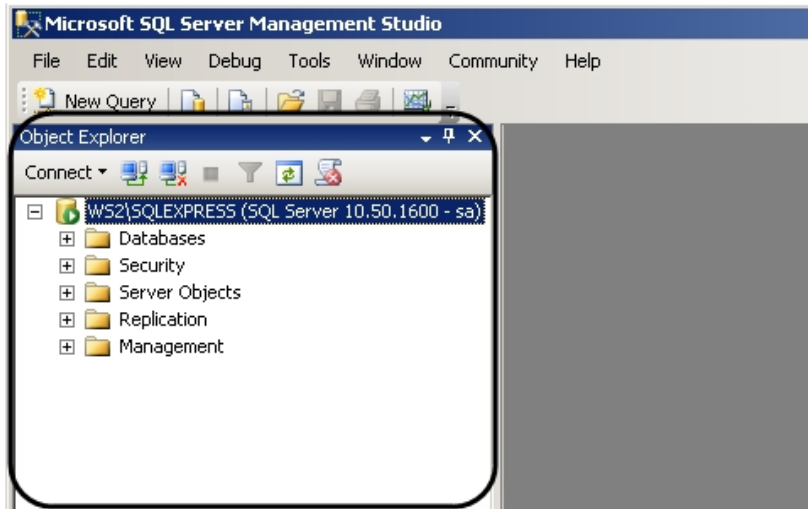 Microsoft SQL Server Management Studio
File Edit View Debug Tools Window Community Help
New Query
Object Explorer
Connect
WS2\SQLEXPRESS (SQL Server 10.50.1600 - sa)
Databases
Security
Server Objects
Replication
Management